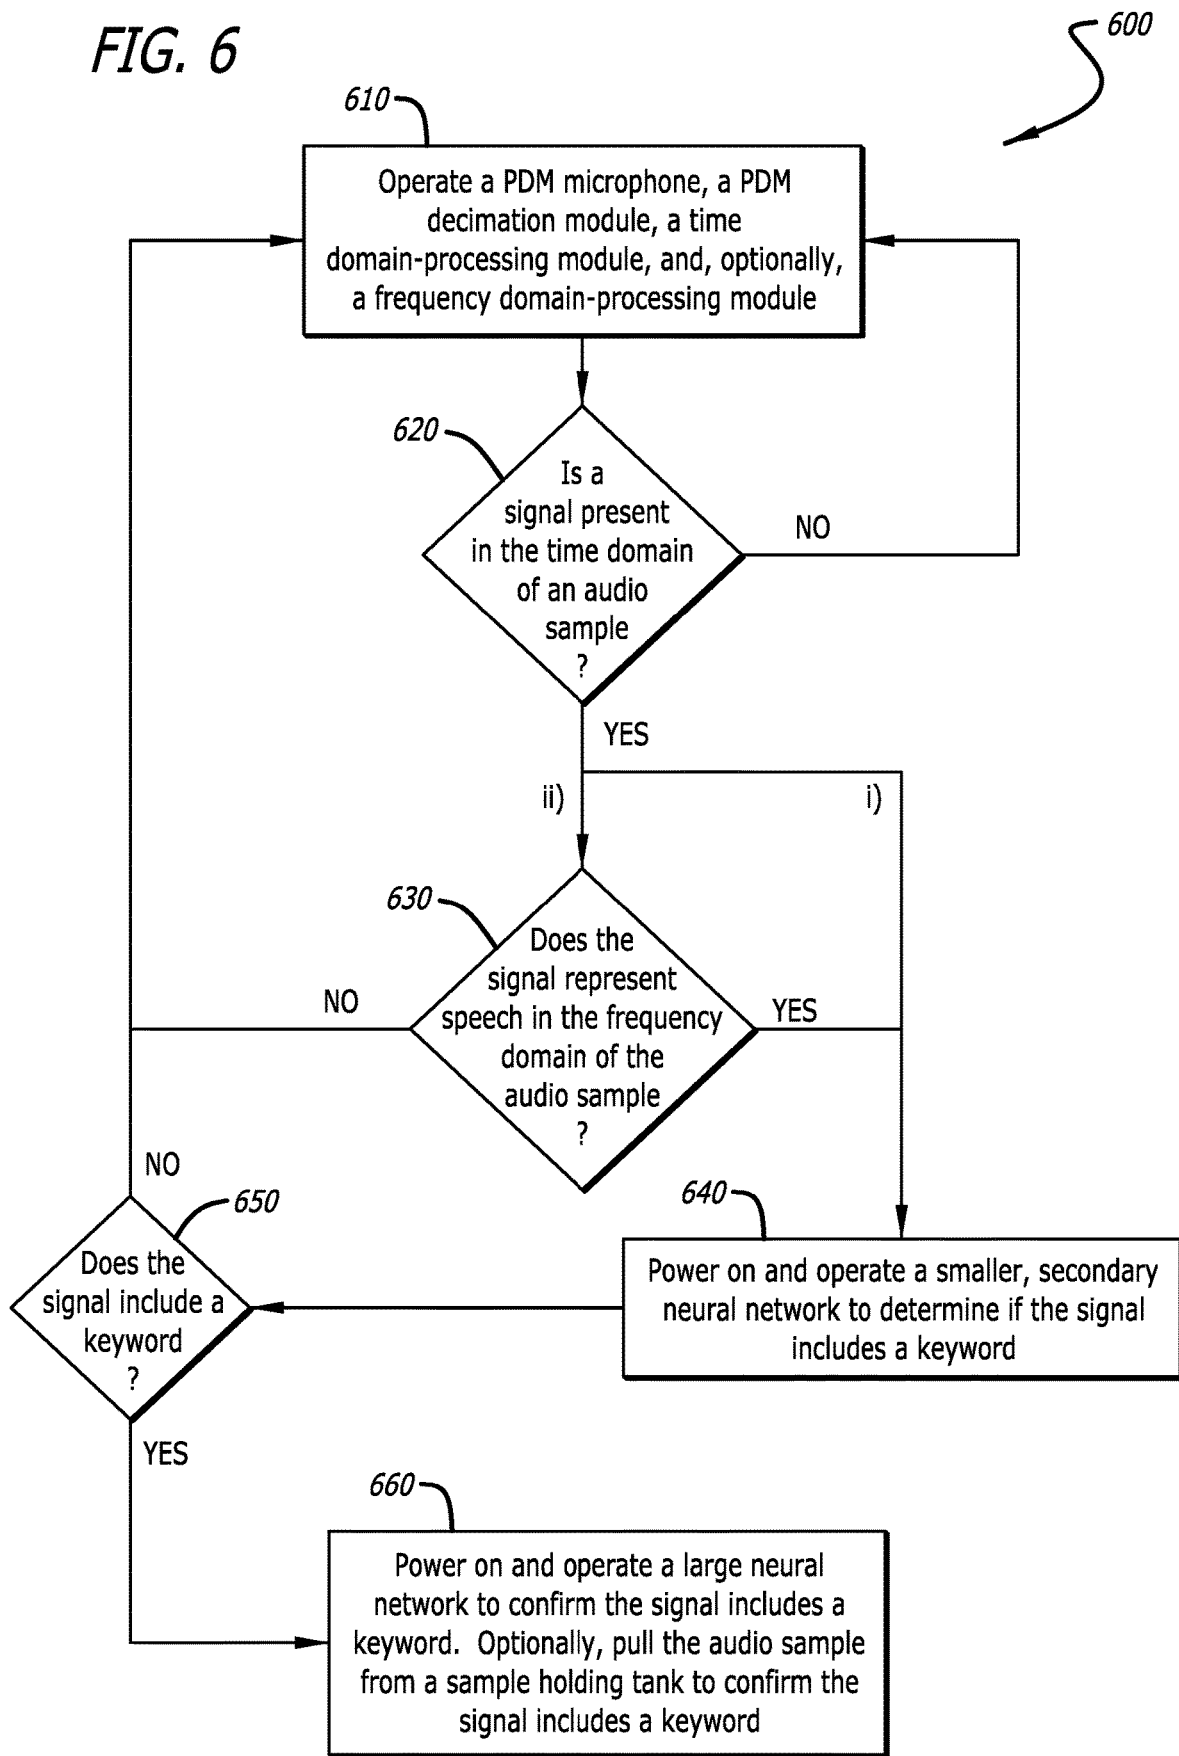 FIG. 6
600
610
Operate a PDM microphone, a PDM
decimation module, a time
domain-processing module, and, optionally,
a frequency domain-processing module
620
Is a
signal present
in the time domain
of an audio
sample
?
NO
YES
ii)
i)
630
Does the
signal represent
speech in the frequency
domain of the
audio sample
?
NO
YES
NO
650
Does the
signal include a
keyword
?
640
Power on and operate a smaller, secondary
neural network to determine if the signal
includes a keyword
YES
660
Power on and operate a large neural
network to confirm the signal includes a
keyword. Optionally, pull the audio sample
from a sample holding tank to confirm the
signal includes a keyword